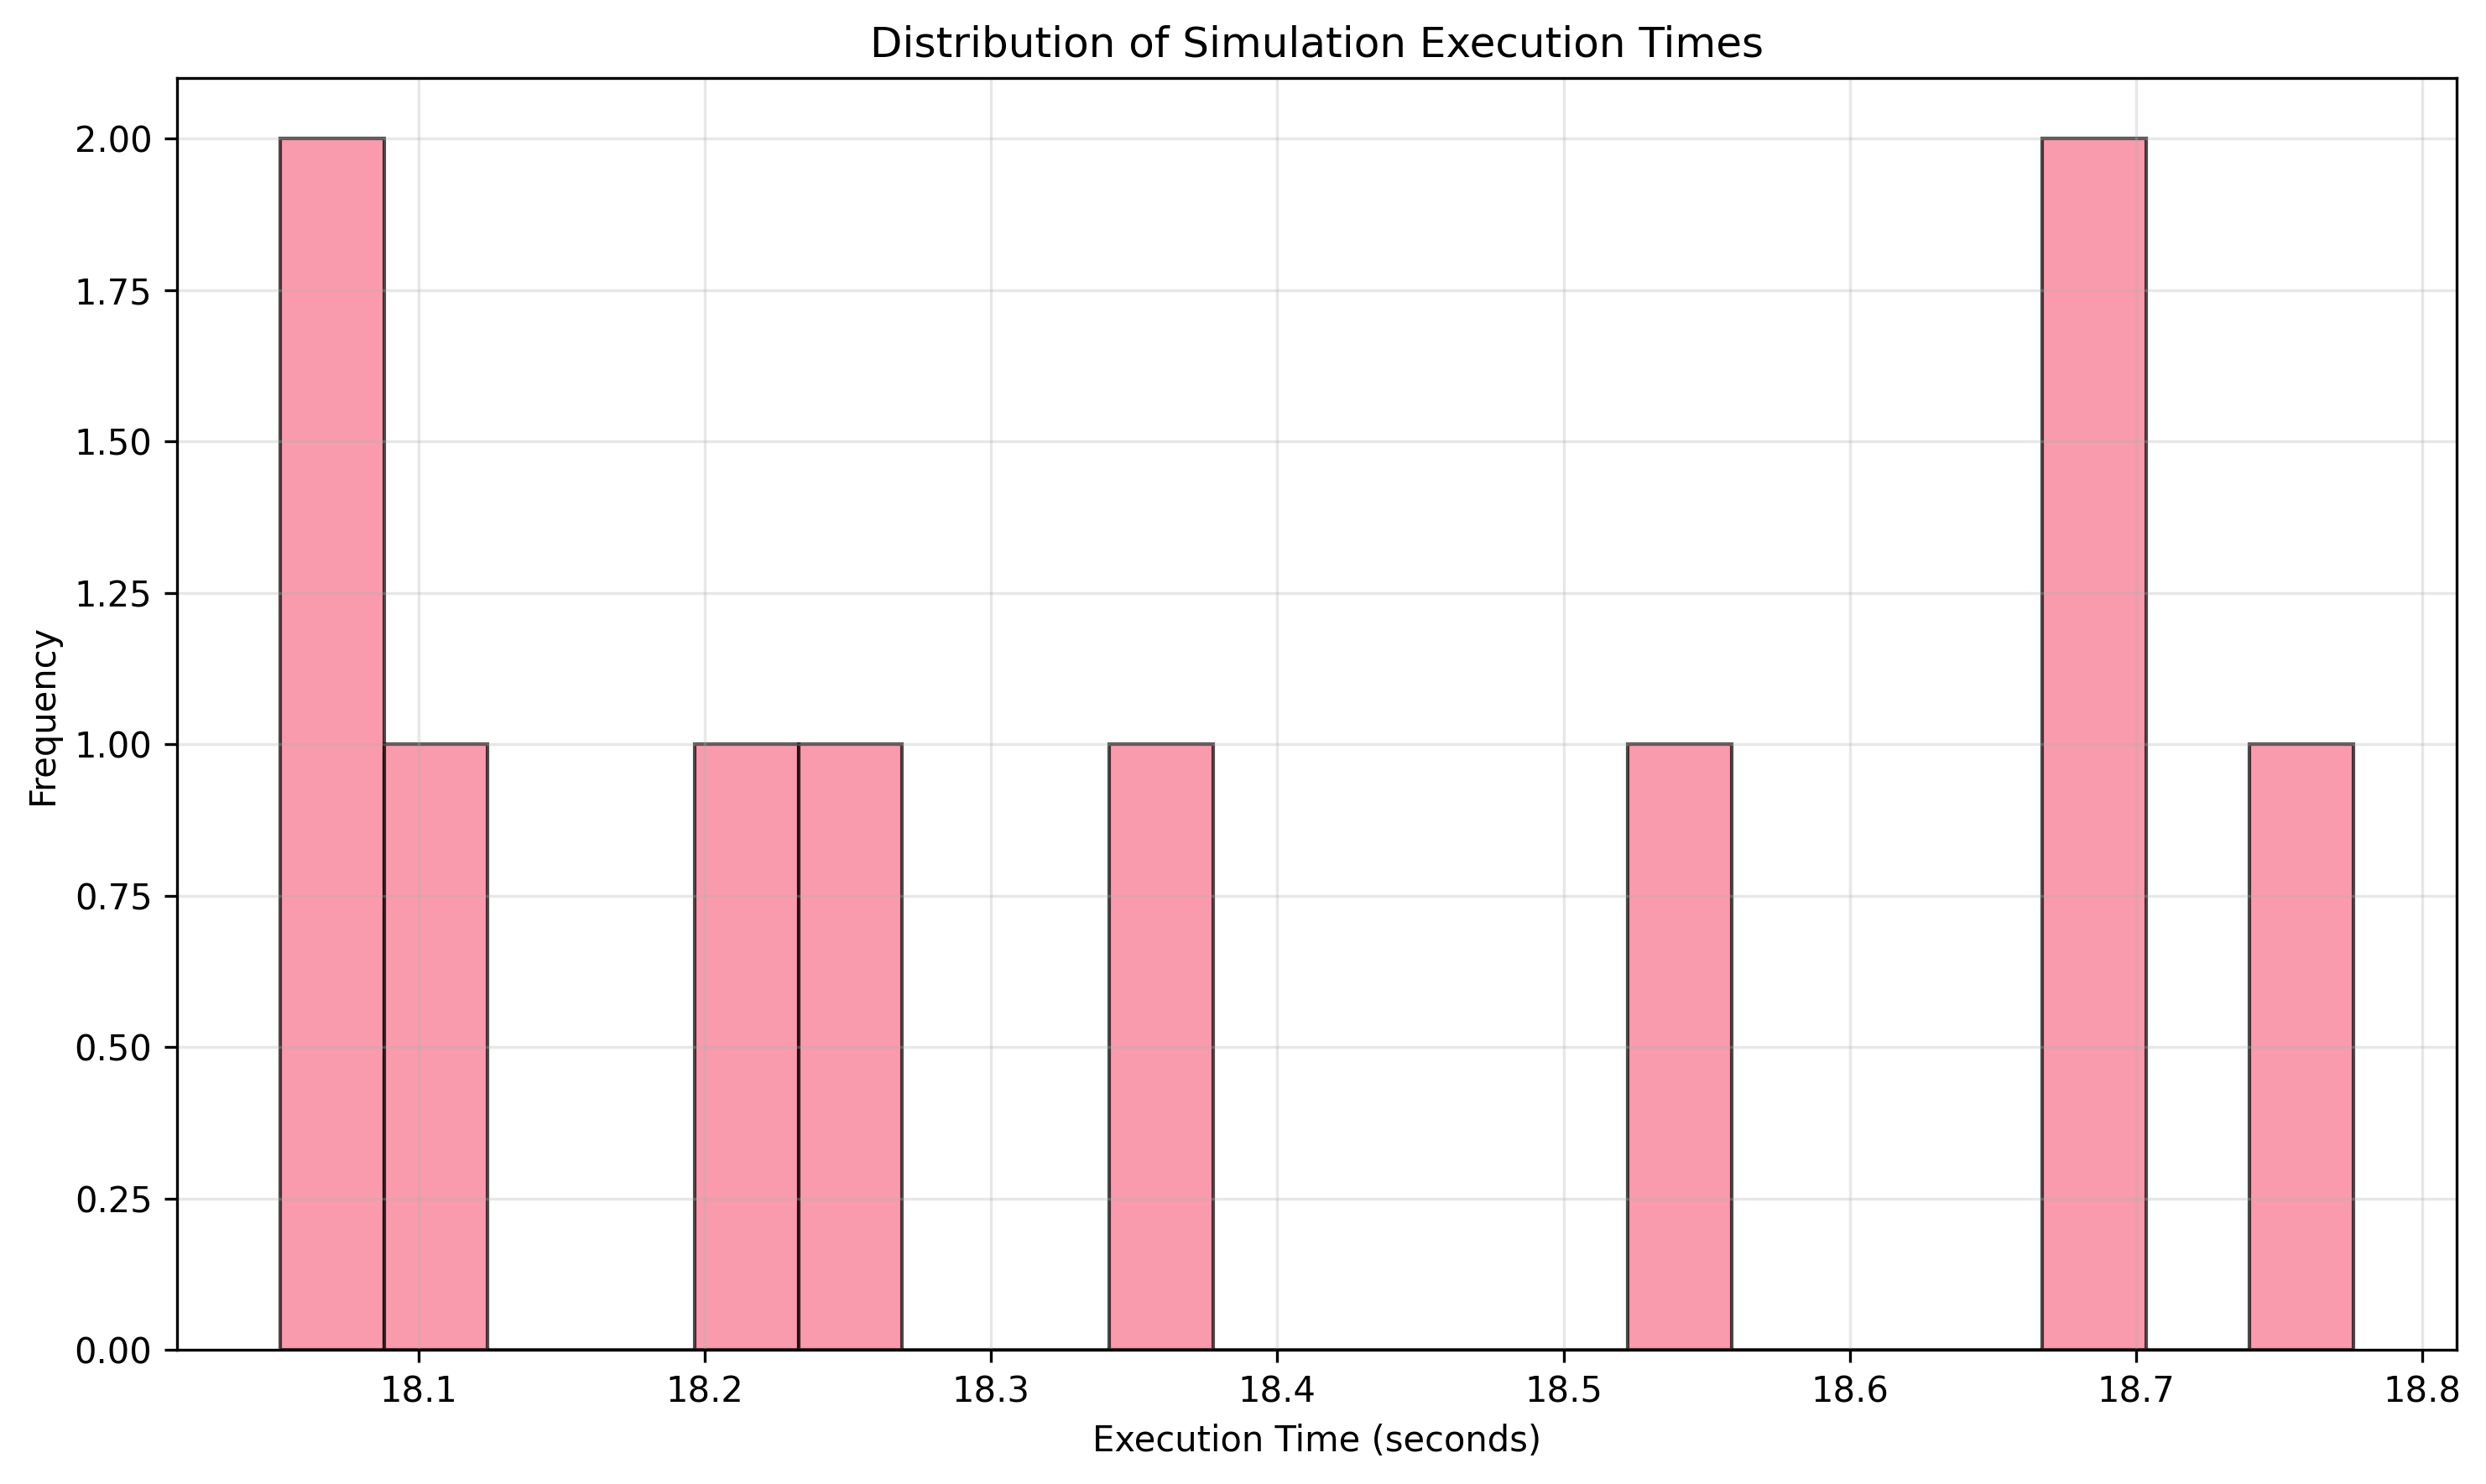 Distribution of Simulation Execution Times
2.00
1.75
1.50
1.25
1.00
0.75
0.50
0.25
0.00
Frequency
18.1 18.2 18.3 18.4 18.5 18.6 18.7 18.8
Execution Time (seconds)